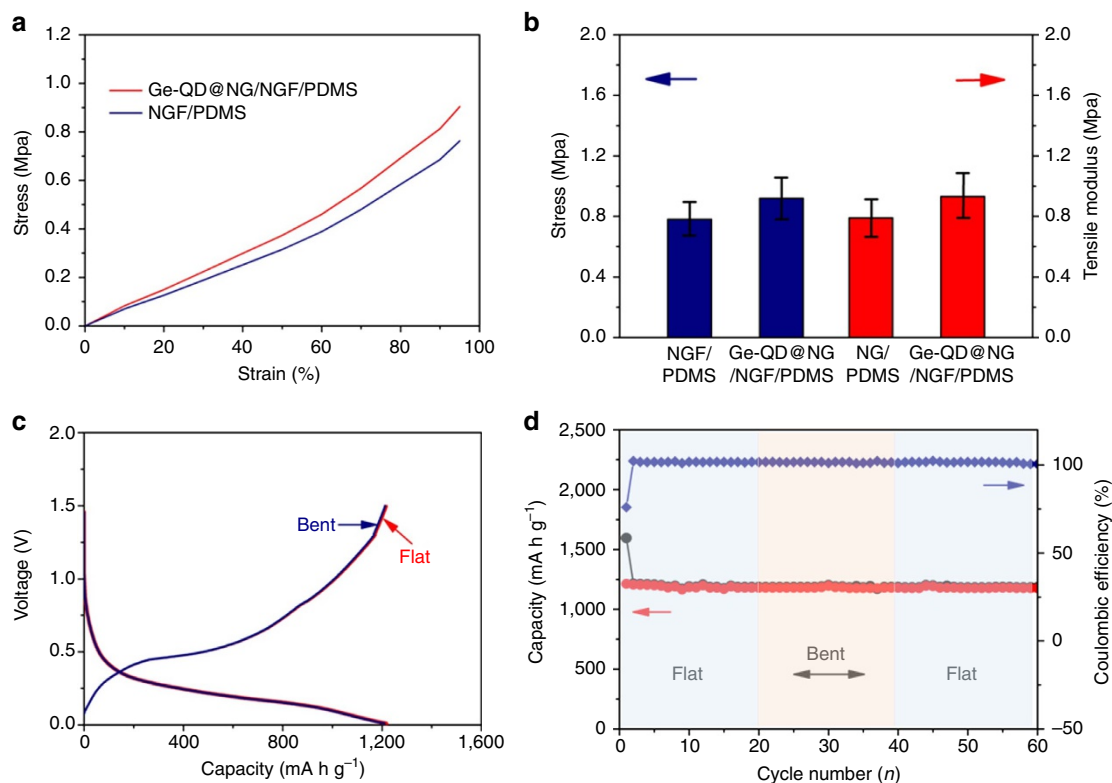 a
1.2
1.0
0.8
0.6
0.4
0.2
0.0
Stress (Mpa)
Ge-QD@NG/NGF/PDMS
NGF/PDMS
0 20 40 60 80 100
Strain (%)
b
2.0
1.6
1.2
0.8
0.4
0.0
Stress (Mpa)
2.0
1.6
1.2
0.8
0.4
0.0
Tensile modulus (Mpa)
NGF/
PDMS
Ge-QD@NG
/NGF/PDMS
NG/
PDMS
Ge-QD@NG
/NGF/PDMS
c
2.0
1.5
1.0
0.5
0.0
Voltage (V)
Bent
Flat
0 400 800 1,200 1,600
Capacity (mA h g⁻¹)
d
2,500
2,250
1,500
1,250
1,000
500
0
Capacity (mA h g⁻¹)
100
50
0
−50
Coulombic efficiency (%)
Flat
Bent
Flat
0 10 20 30 40 50 60
Cycle number (n)